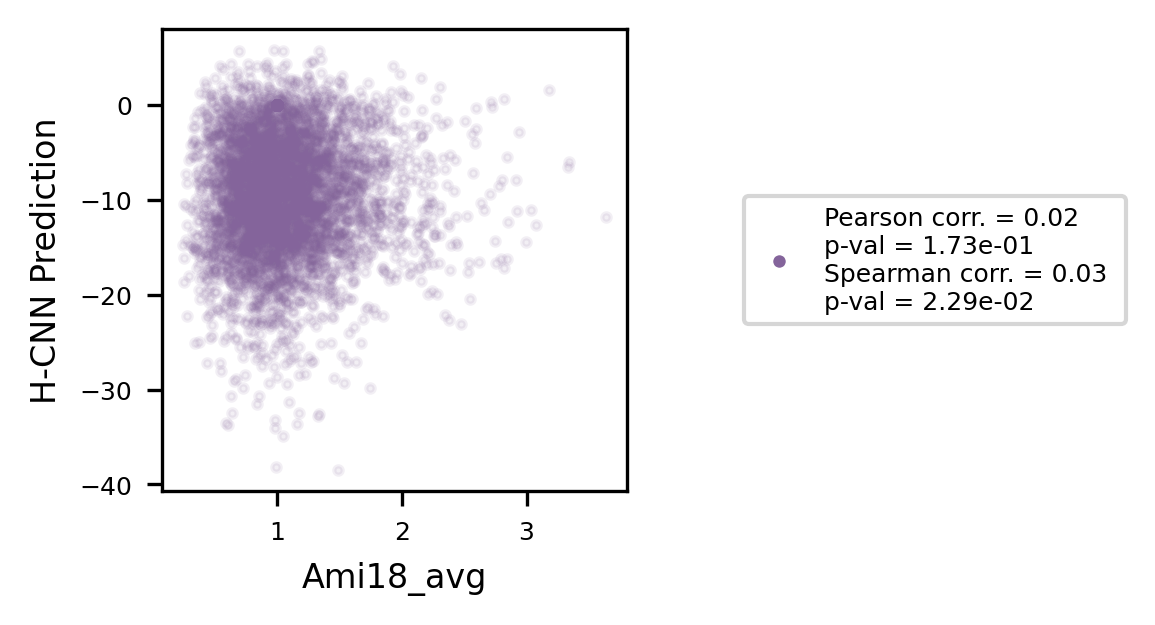 H-CNN Prediction
0
−10
−20
−30
−40
1
2
3
Ami18_avg
Pearson corr. = 0.02
p-val = 1.73e-01
Spearman corr. = 0.03
p-val = 2.29e-02